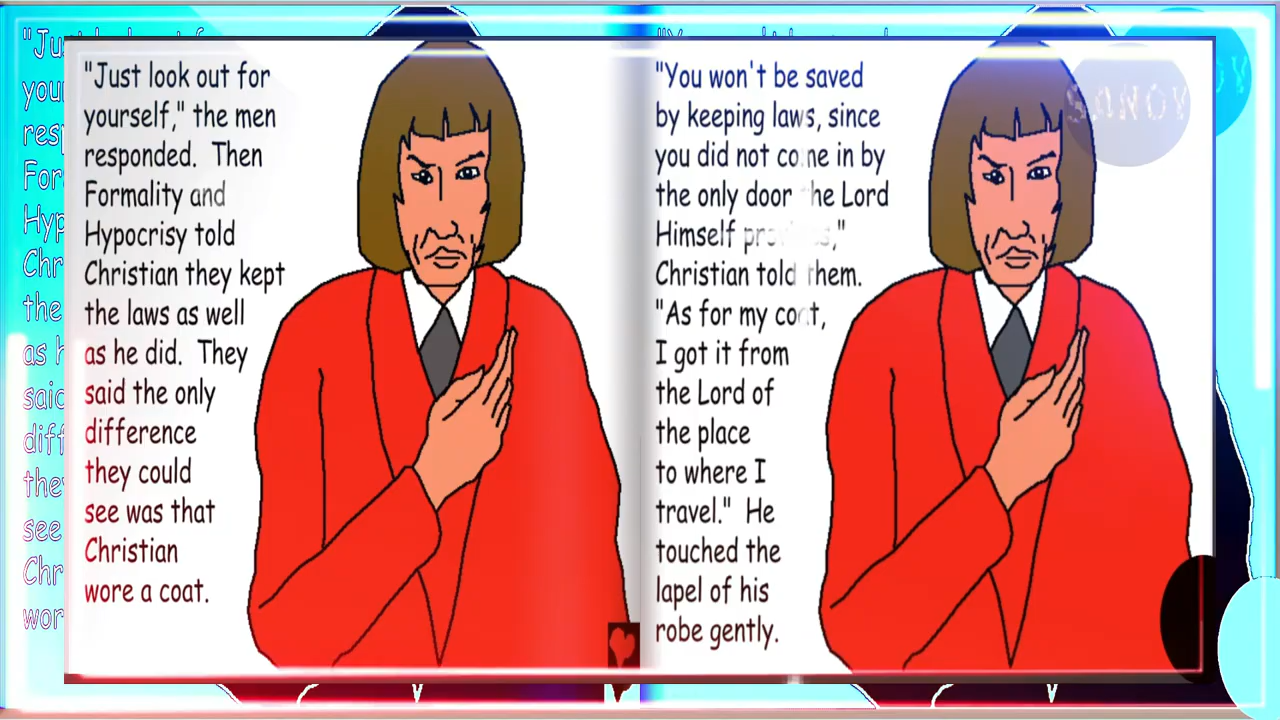 "Just look out for
yourself," the men
responded.  Then
Formality and
Hypocrisy told
Christian they kept
the laws as well
as he did.  They
said the only
difference
they could
see was that
Christian
wore a coat.
"You won't be saved
by keeping laws, since
you did not come in by
the only door the Lord
Himself provides,"
Christian told them.
"As for my coat,
I got it from
the Lord of
the place
to where I
travel."  He
touched the
lapel of his
robe gently.
SANDY